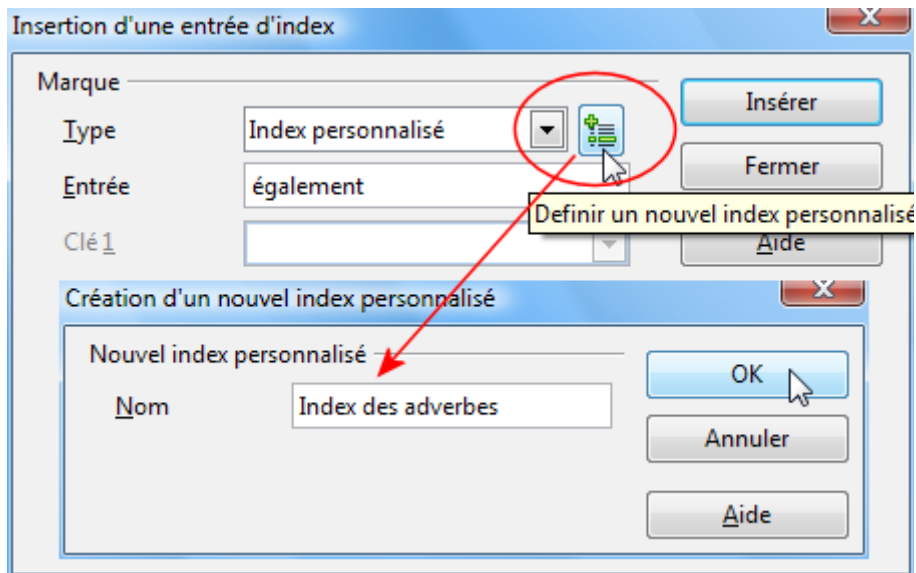 Insertion d'une entrée d'index
Marque
Type Index personnalisé
Insérer
Entrée également
Fermer
Definir un nouvel index personnalisé
Clé 1
Aide
Création d'un nouvel index personnalisé
Nouvel index personnalisé
OK
Nom Index des adverbes
Annuler
Aide